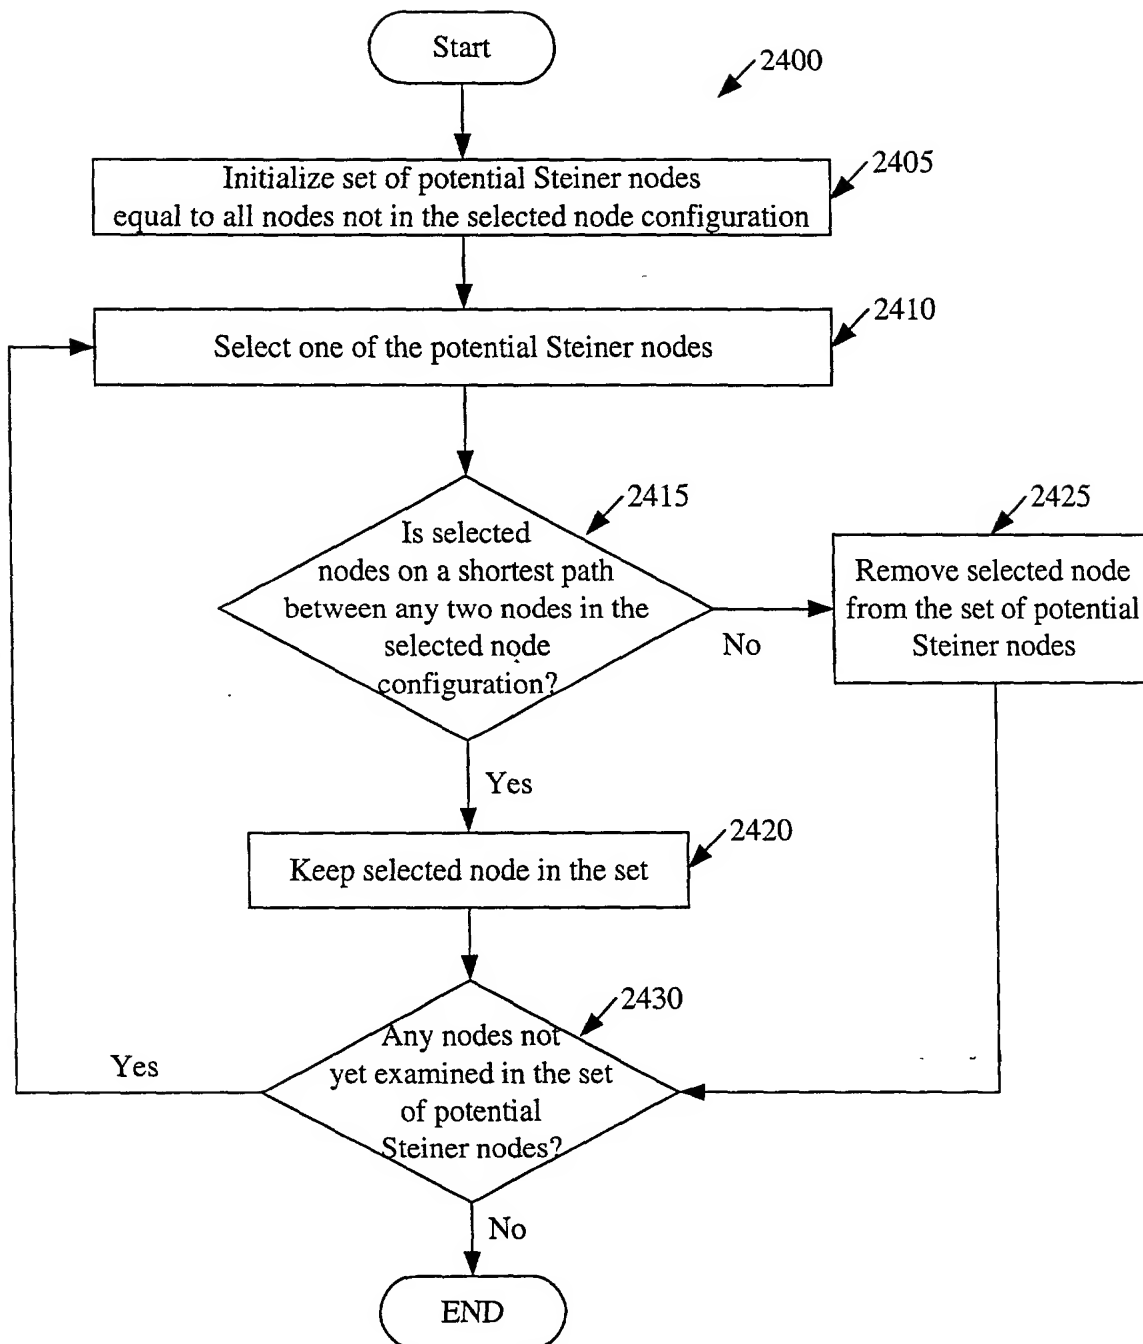 Start
2400
2405
Initialize set of potential Steiner nodes
equal to all nodes not in the selected node configuration
2410
Select one of the potential Steiner nodes
2415
Is selected
nodes on a shortest path
between any two nodes in the
selected node
configuration?
No
2425
Remove selected node
from the set of potential
Steiner nodes
Yes
2420
Keep selected node in the set
2430
Any nodes not
yet examined in the set
of potential
Steiner nodes?
Yes
No
END